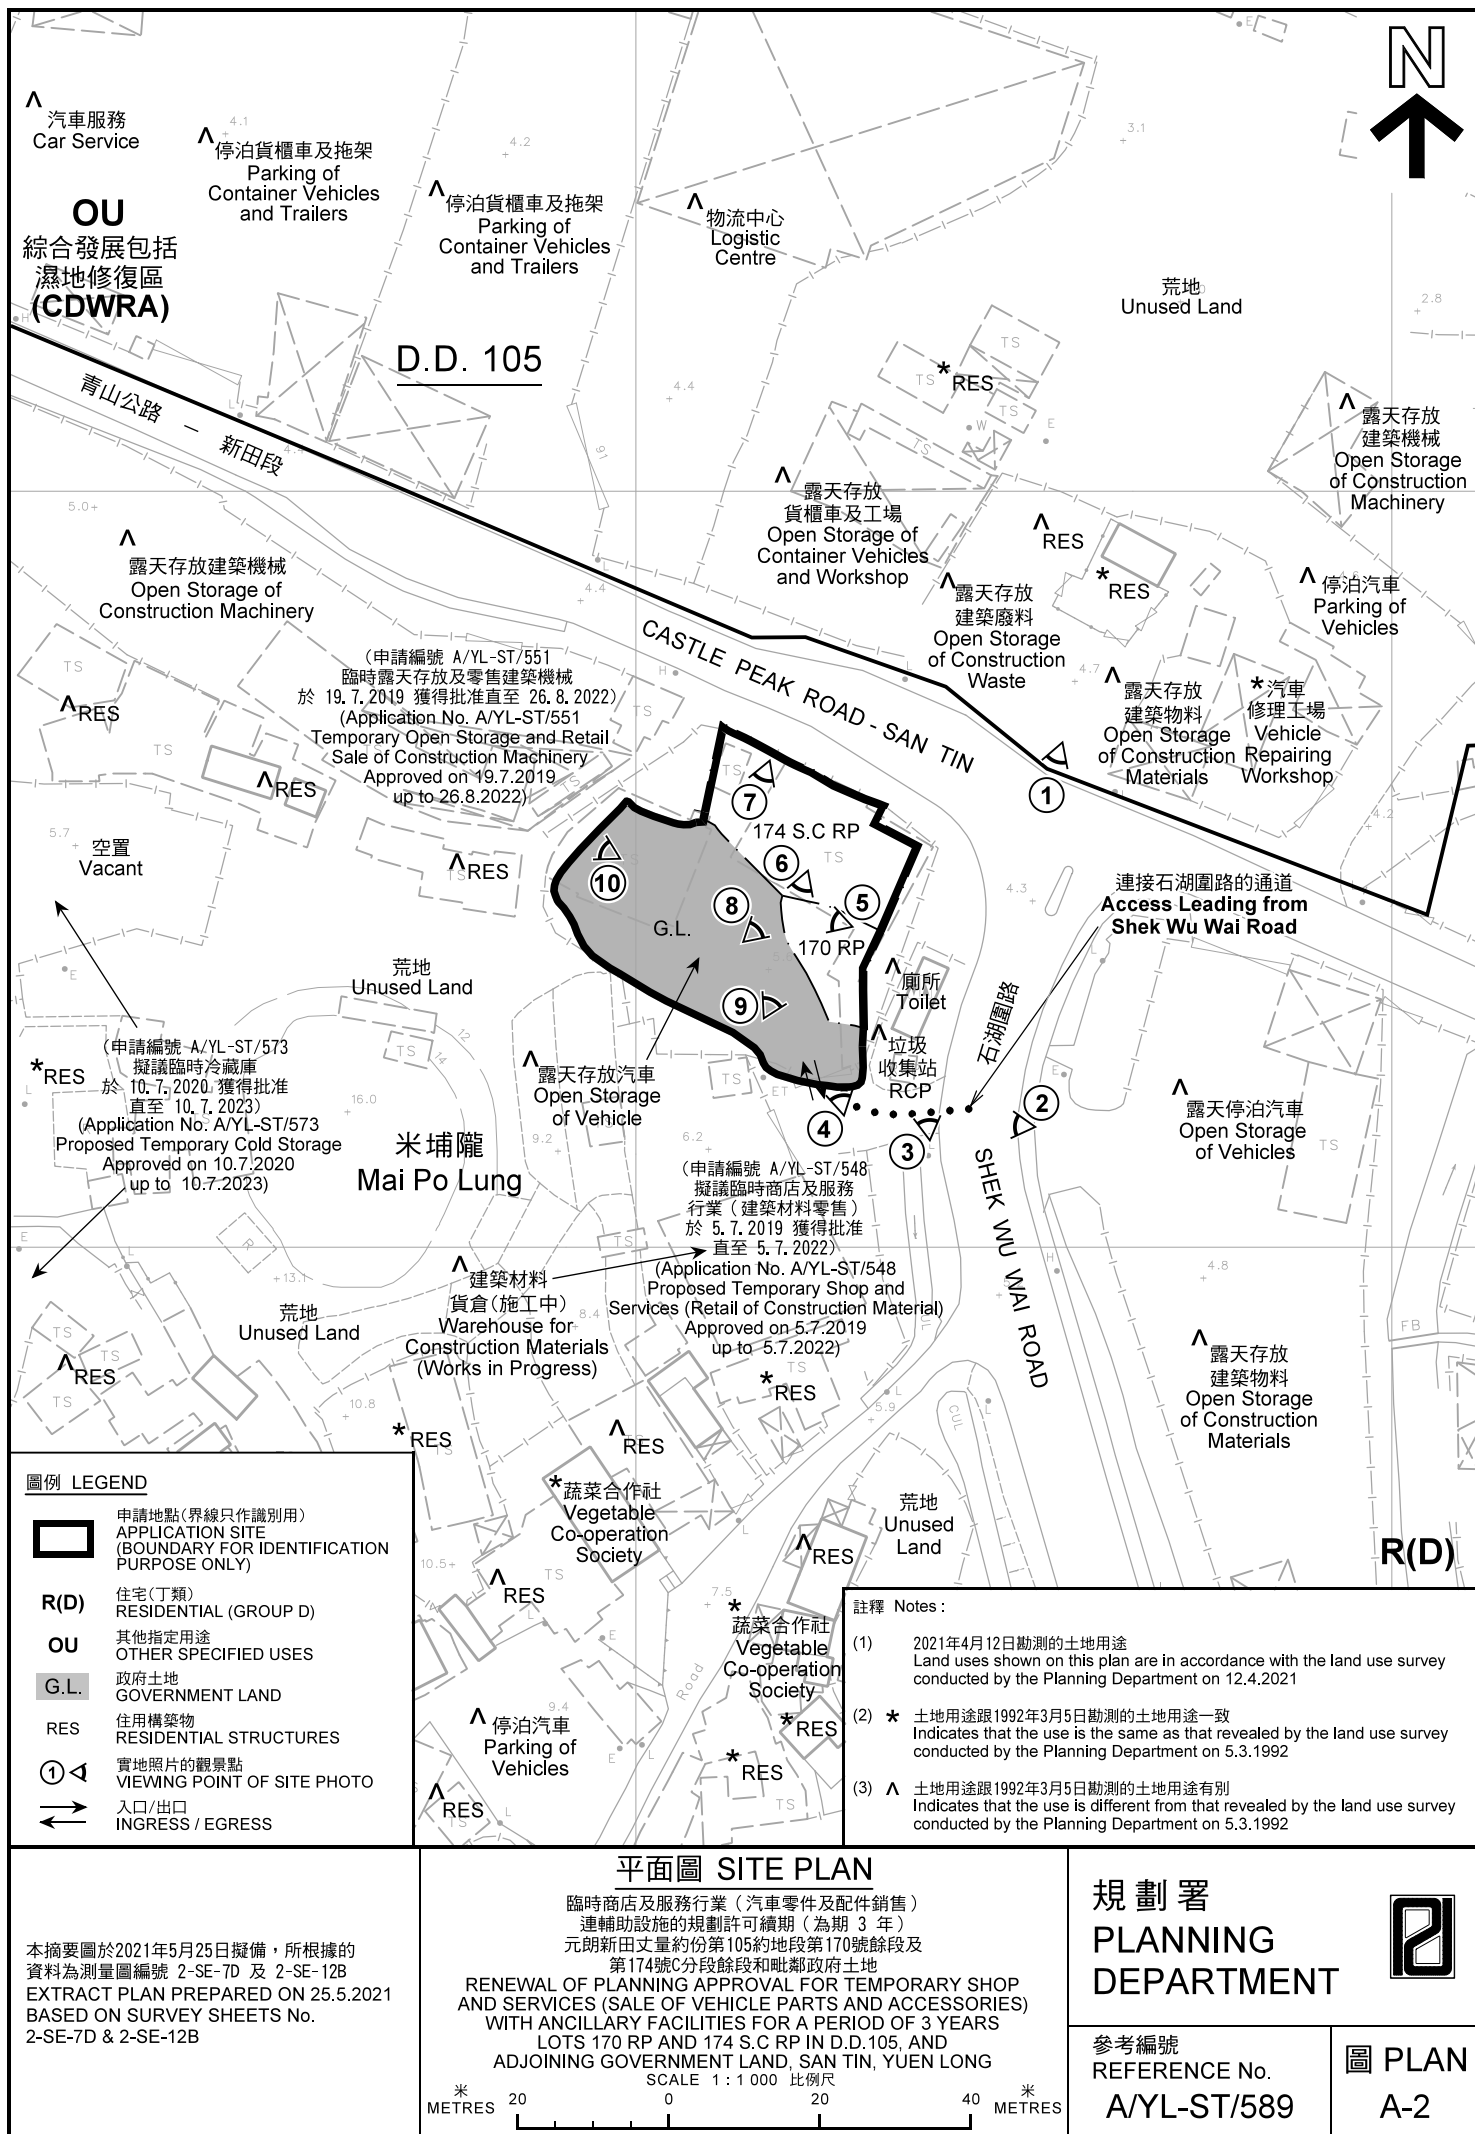 N
汽車服務
Car Service
停泊貨櫃車及拖架
Parking of
Container Vehicles
and Trailers
停泊貨櫃車及拖架
Parking of
Container Vehicles
and Trailers
物流中心
Logistic
Centre
OU
綜合發展包括
濕地修復區
(CDWRA)
荒地
Unused Land
D.D. 105
青山公路 － 新田段
*RES
露天存放
建築機械
Open Storage
of Construction
Machinery
露天存放
貨櫃車及工場
Open Storage of
Container Vehicles
and Workshop
RES
*RES
露天存放建築機械
Open Storage of
Construction Machinery
露天存放
建築廢料
Open Storage
of Construction
Waste
停泊汽車
Parking of
Vehicles
CASTLE PEAK ROAD - SAN TIN
(申請編號 A/YL-ST/551
臨時露天存放及零售建築機械
於 19.7.2019 獲得批准直至 26.8.2022)
(Application No. A/YL-ST/551
Temporary Open Storage and Retail
Sale of Construction Machinery
Approved on 19.7.2019
up to 26.8.2022)
露天存放
建築物料
Open Storage
of Construction
Materials
*汽車
修理工場
Vehicle
Repairing
Workshop
RES
RES
RES
空置
Vacant
1
7
174 S.C RP
6
5
10
8
170 RP
G.L.
9
連接石湖圍路的通道
Access Leading from
Shek Wu Wai Road
荒地
Unused Land
廁所
Toilet
石湖圍路
垃圾
收集站
RCP
*RES
(申請編號 A/YL-ST/573
擬議臨時冷藏庫
於 10.7.2020 獲得批准
直至 10.7.2023)
(Application No. A/YL-ST/573
Proposed Temporary Cold Storage
Approved on 10.7.2020
up to 10.7.2023)
露天存放汽車
Open Storage
of Vehicle
4
3
2
露天停泊汽車
Open Storage
of Vehicles
米埔隴
Mai Po Lung
SHEK WU WAI ROAD
(申請編號 A/YL-ST/548
擬議臨時商店及服務
行業（建築材料零售）
於 5.7.2019 獲得批准
直至 5.7.2022)
(Application No. A/YL-ST/548
Proposed Temporary Shop and
Services (Retail of Construction Material)
Approved on 5.7.2019
up to 5.7.2022)
建築材料
貨倉(施工中)
Warehouse for
Construction Materials
(Works in Progress)
荒地
Unused Land
露天存放
建築物料
Open Storage
of Construction
Materials
RES
*RES
*RES
RES
*蔬菜合作社
Vegetable
Co-operation
Society
荒地
Unused
Land
RES
RES
R(D)
*
蔬菜合作社
Vegetable
Co-operation
Society
停泊汽車
Parking of
Vehicles
*RES
*RES
RES
Road
圖例 LEGEND
申請地點(界線只作識別用)
APPLICATION SITE
(BOUNDARY FOR IDENTIFICATION
PURPOSE ONLY)
R(D) 住宅(丁類)
RESIDENTIAL (GROUP D)
OU 其他指定用途
OTHER SPECIFIED USES
G.L. 政府土地
GOVERNMENT LAND
RES 住用構築物
RESIDENTIAL STRUCTURES
1 實地照片的觀景點
VIEWING POINT OF SITE PHOTO
入口/出口
INGRESS / EGRESS
註釋 Notes :
(1) 2021年4月12日勘測的土地用途
Land uses shown on this plan are in accordance with the land use survey
conducted by the Planning Department on 12.4.2021
(2) * 土地用途跟1992年3月5日勘測的土地用途一致
Indicates that the use is the same as that revealed by the land use survey
conducted by the Planning Department on 5.3.1992
(3) ∧ 土地用途跟1992年3月5日勘測的土地用途有別
Indicates that the use is different from that revealed by the land use survey
conducted by the Planning Department on 5.3.1992
本摘要圖於2021年5月25日擬備，所根據的
資料為測量圖編號 2-SE-7D 及 2-SE-12B
EXTRACT PLAN PREPARED ON 25.5.2021
BASED ON SURVEY SHEETS No.
2-SE-7D & 2-SE-12B
平面圖 SITE PLAN
臨時商店及服務行業（汽車零件及配件銷售）
連輔助設施的規劃許可續期（為期 3 年）
元朗新田丈量約份第105約地段第170號餘段及
第174號C分段餘段和毗鄰政府土地
RENEWAL OF PLANNING APPROVAL FOR TEMPORARY SHOP
AND SERVICES (SALE OF VEHICLE PARTS AND ACCESSORIES)
WITH ANCILLARY FACILITIES FOR A PERIOD OF 3 YEARS
LOTS 170 RP AND 174 S.C RP IN D.D.105, AND
ADJOINING GOVERNMENT LAND, SAN TIN, YUEN LONG
SCALE 1 : 1 000 比例尺
米 METRES 20 0 20 40 米 METRES
規劃署
PLANNING
DEPARTMENT
參考編號
REFERENCE No.
A/YL-ST/589
圖 PLAN
A-2